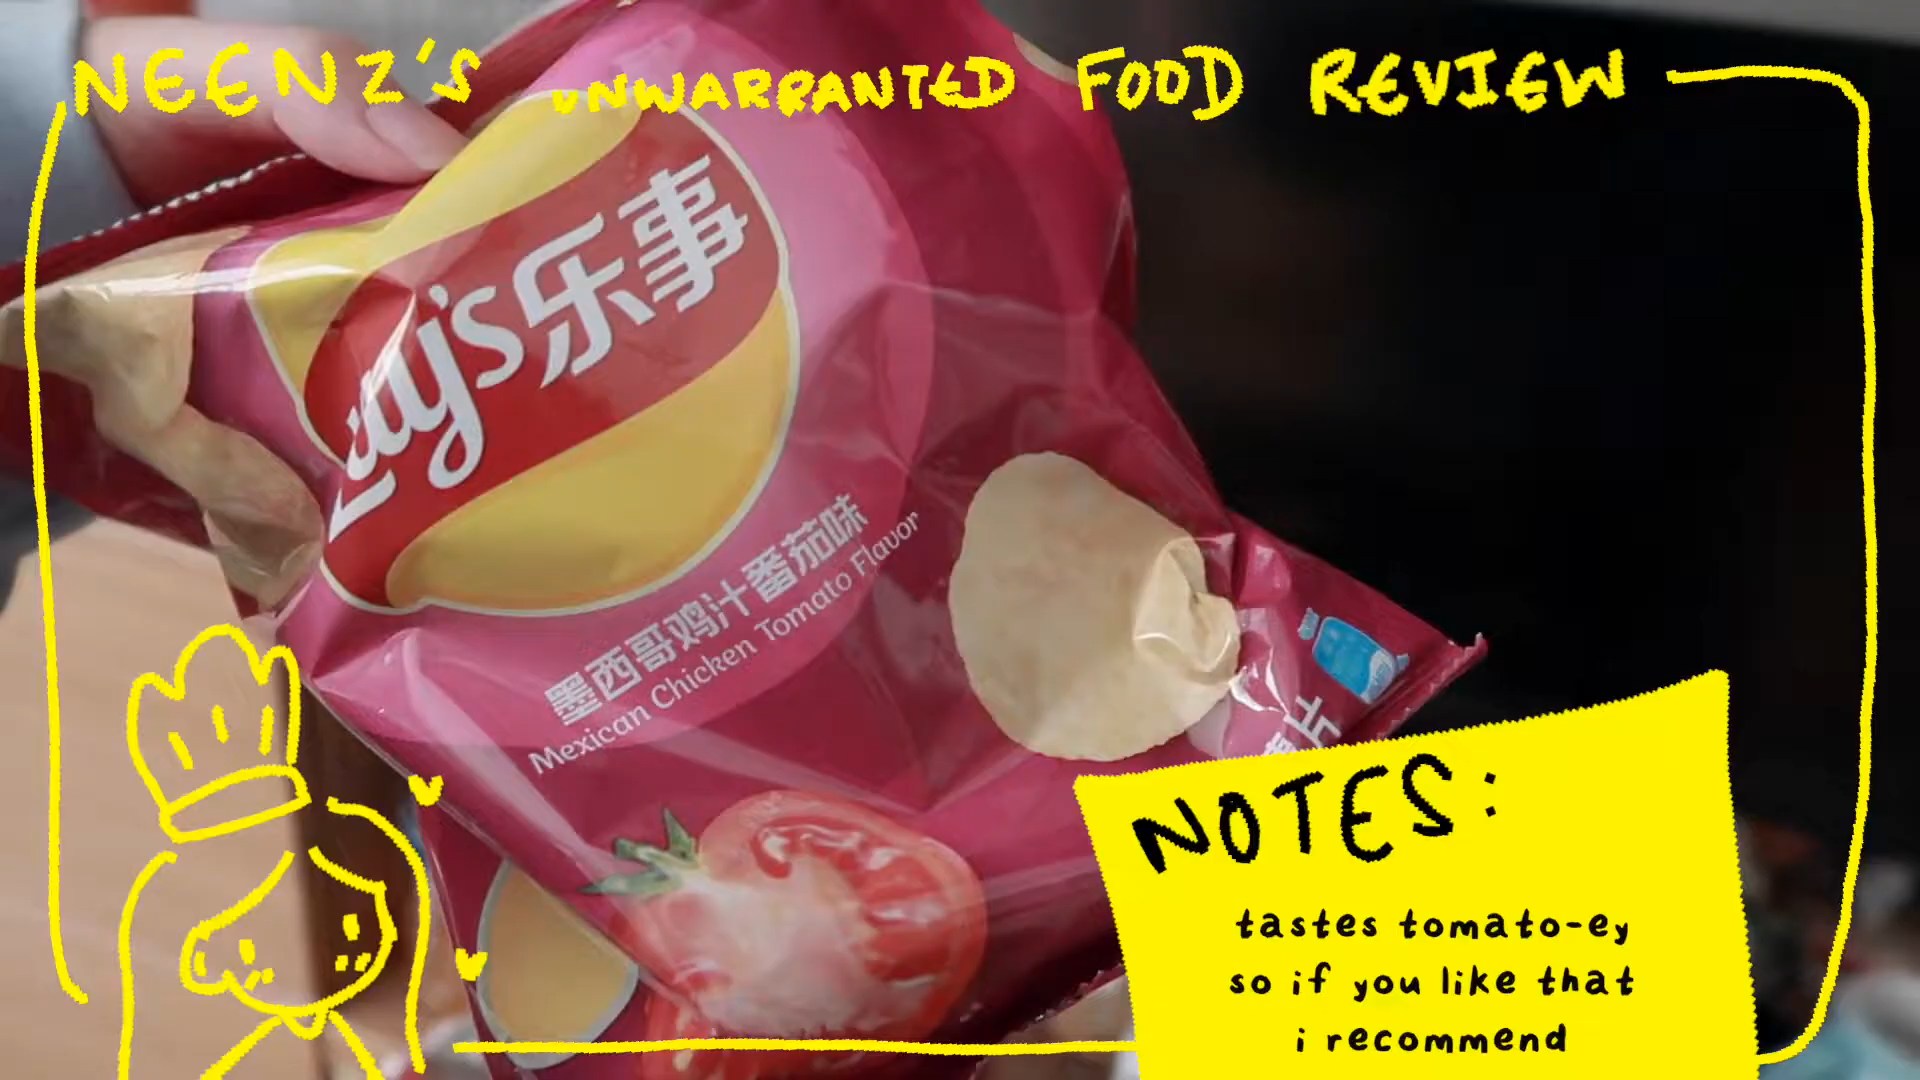 NEENZ'S UNWARRANTED FOOD REVIEW
Lay's乐事
墨西哥鸡汁番茄味
Mexican Chicken Tomato Flavor
片
NOTES:
tastes tomato-ey
so if you like that
i recommend